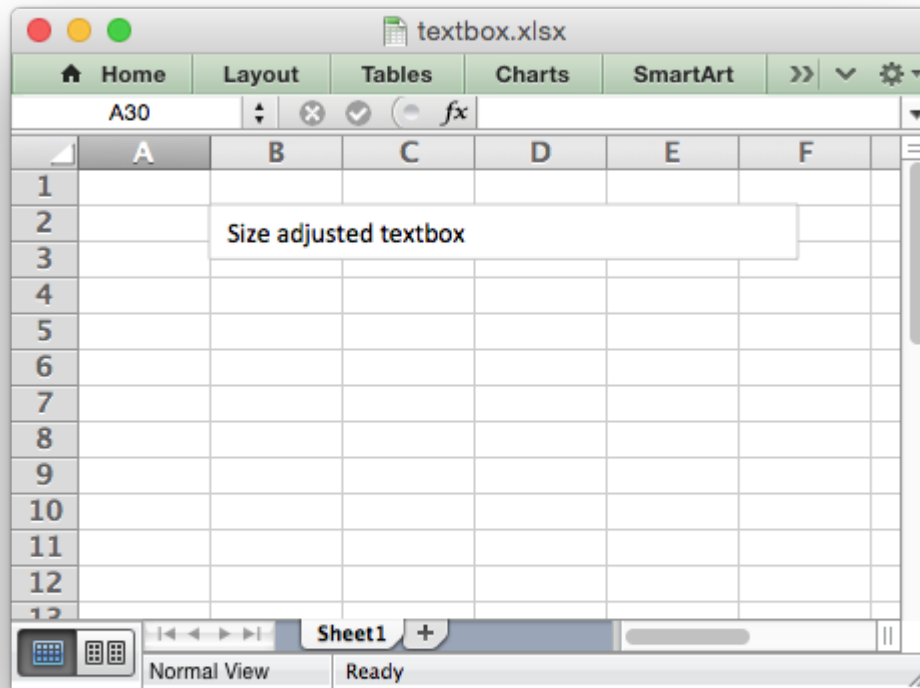 textbox.xlsx
Home Layout Tables Charts SmartArt
A30 fx
A B C D E F
1
2 Size adjusted textbox
3
4
5
6
7
8
9
10
11
12
13
Sheet1
Normal View Ready